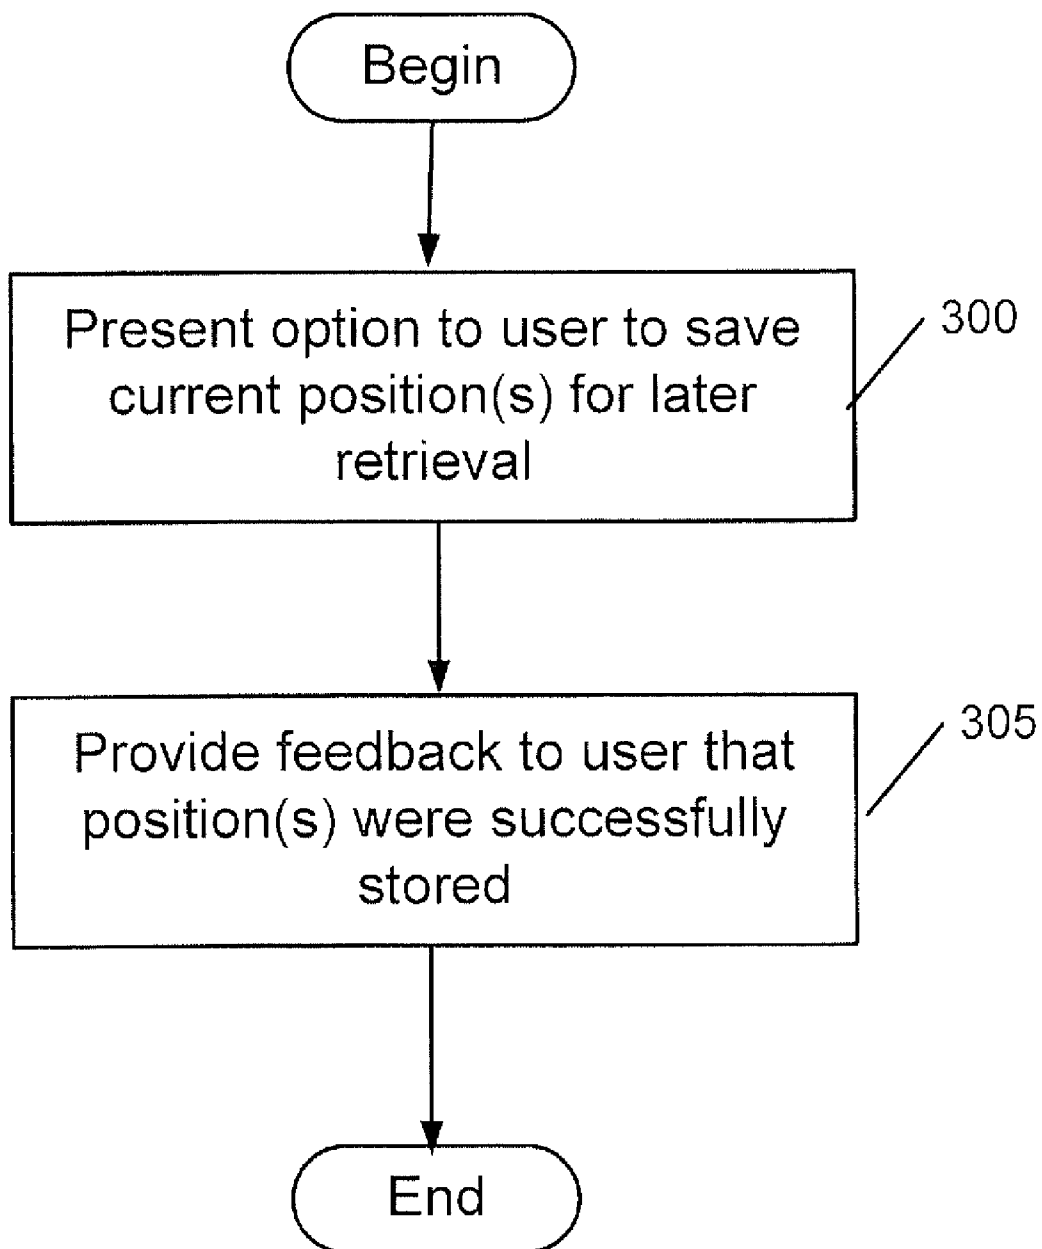 Begin
Present option to user to save
current position(s) for later
retrieval
300
Provide feedback to user that
position(s) were successfully
stored
305
End